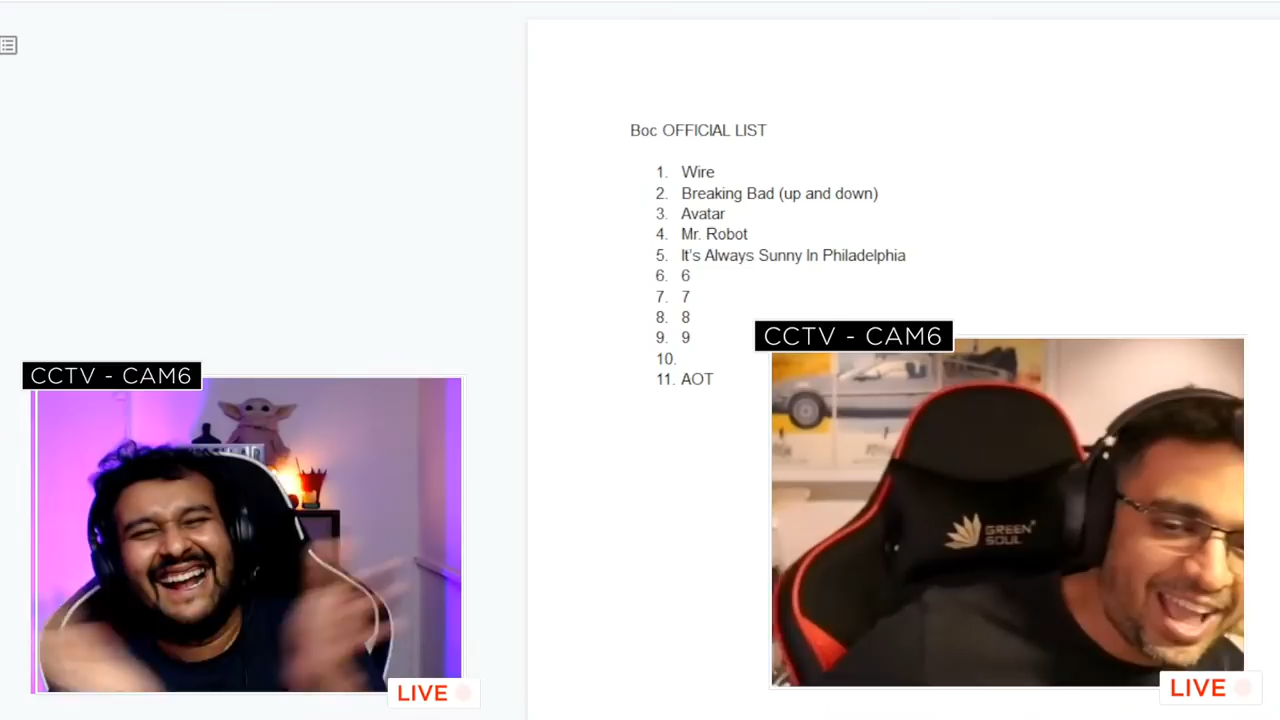 Boc OFFICIAL LIST
1. Wire
2. Breaking Bad (up and down)
3. Avatar
4. Mr. Robot
5. It's Always Sunny In Philadelphia
6. 6
7. 7
8. 8
9. 9
10.
11. AOT
CCTV - CAM6
CCTV - CAM6
GREEN SOUL
LIVE
LIVE